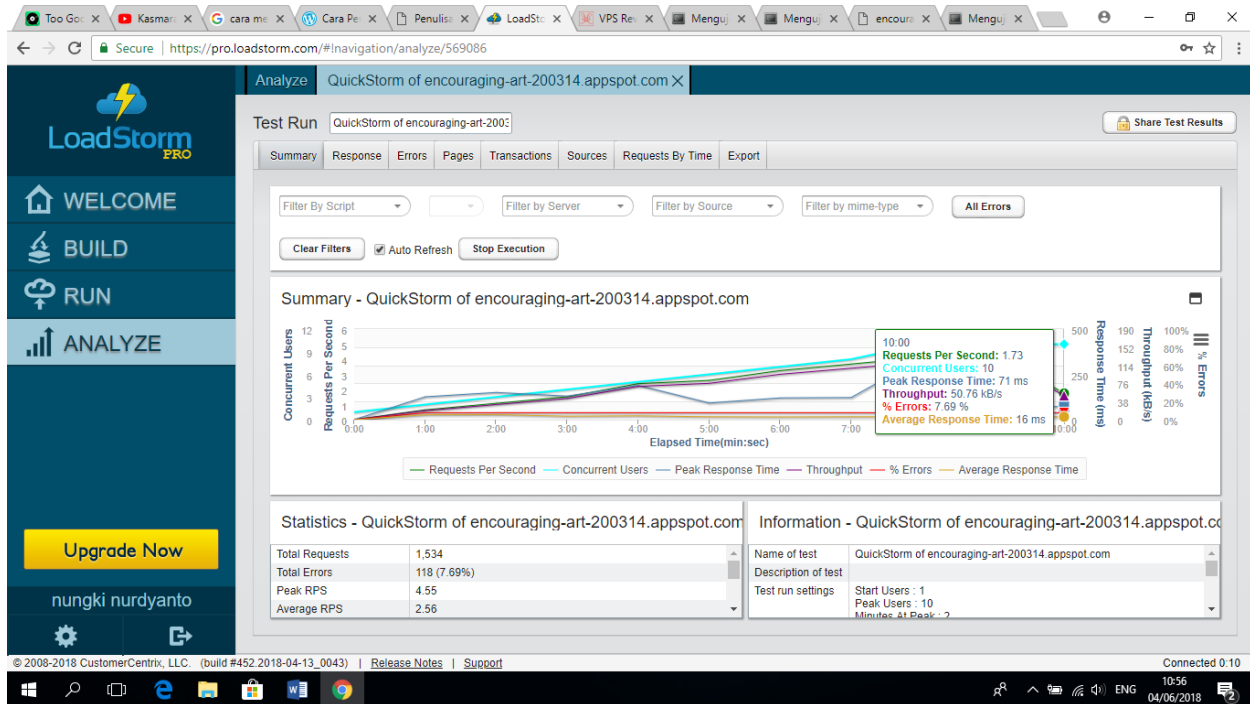 Too Goo
Kasmar
cara me
Cara Pe
Penulisa
LoadSto
VPS Rev
Menguj
Menguj
encoura
Menguj
Secure | https://pro.loadstorm.com/#!navigation/analyze/569086
LoadStorm
PRO
WELCOME
BUILD
RUN
ANALYZE
Upgrade Now
nungki nurdyanto
Analyze QuickStorm of encouraging-art-200314.appspot.com
Test Run QuickStorm of encouraging-art-2003 Share Test Results
Summary Response Errors Pages Transactions Sources Requests By Time Export
Filter By Script Filter by Server Filter by Source Filter by mime-type All Errors
Clear Filters Auto Refresh Stop Execution
Summary - QuickStorm of encouraging-art-200314.appspot.com
Concurrent Users
12
9
6
3
0
Requests Per Second
6
5
4
3
2
1
0
0:00 1:00 2:00 3:00 4:00 5:00 6:00 7:00 10:00
Elapsed Time(min:sec)
10:00
Requests Per Second: 1.73
Concurrent Users: 10
Peak Response Time: 71 ms
Throughput: 50.76 kB/s
% Errors: 7.69 %
Average Response Time: 16 ms
500
250
0
Response Time (ms)
190
152
114
76
38
0
Throughput (kB/s)
100%
80%
60%
40%
20%
0%
% Errors
Requests Per Second Concurrent Users Peak Response Time Throughput % Errors Average Response Time
Statistics - QuickStorm of encouraging-art-200314.appspot.com
Total Requests 1,534
Total Errors 118 (7.69%)
Peak RPS 4.55
Average RPS 2.56
Information - QuickStorm of encouraging-art-200314.appspot.co
Name of test QuickStorm of encouraging-art-200314.appspot.com
Description of test
Test run settings Start Users : 1
Peak Users : 10
Minutes At Peak : 2
© 2008-2018 CustomerCentrix, LLC. (build #452.2018-04-13_0043) | Release Notes | Support Connected 0:10
ENG
10:56
04/06/2018
2